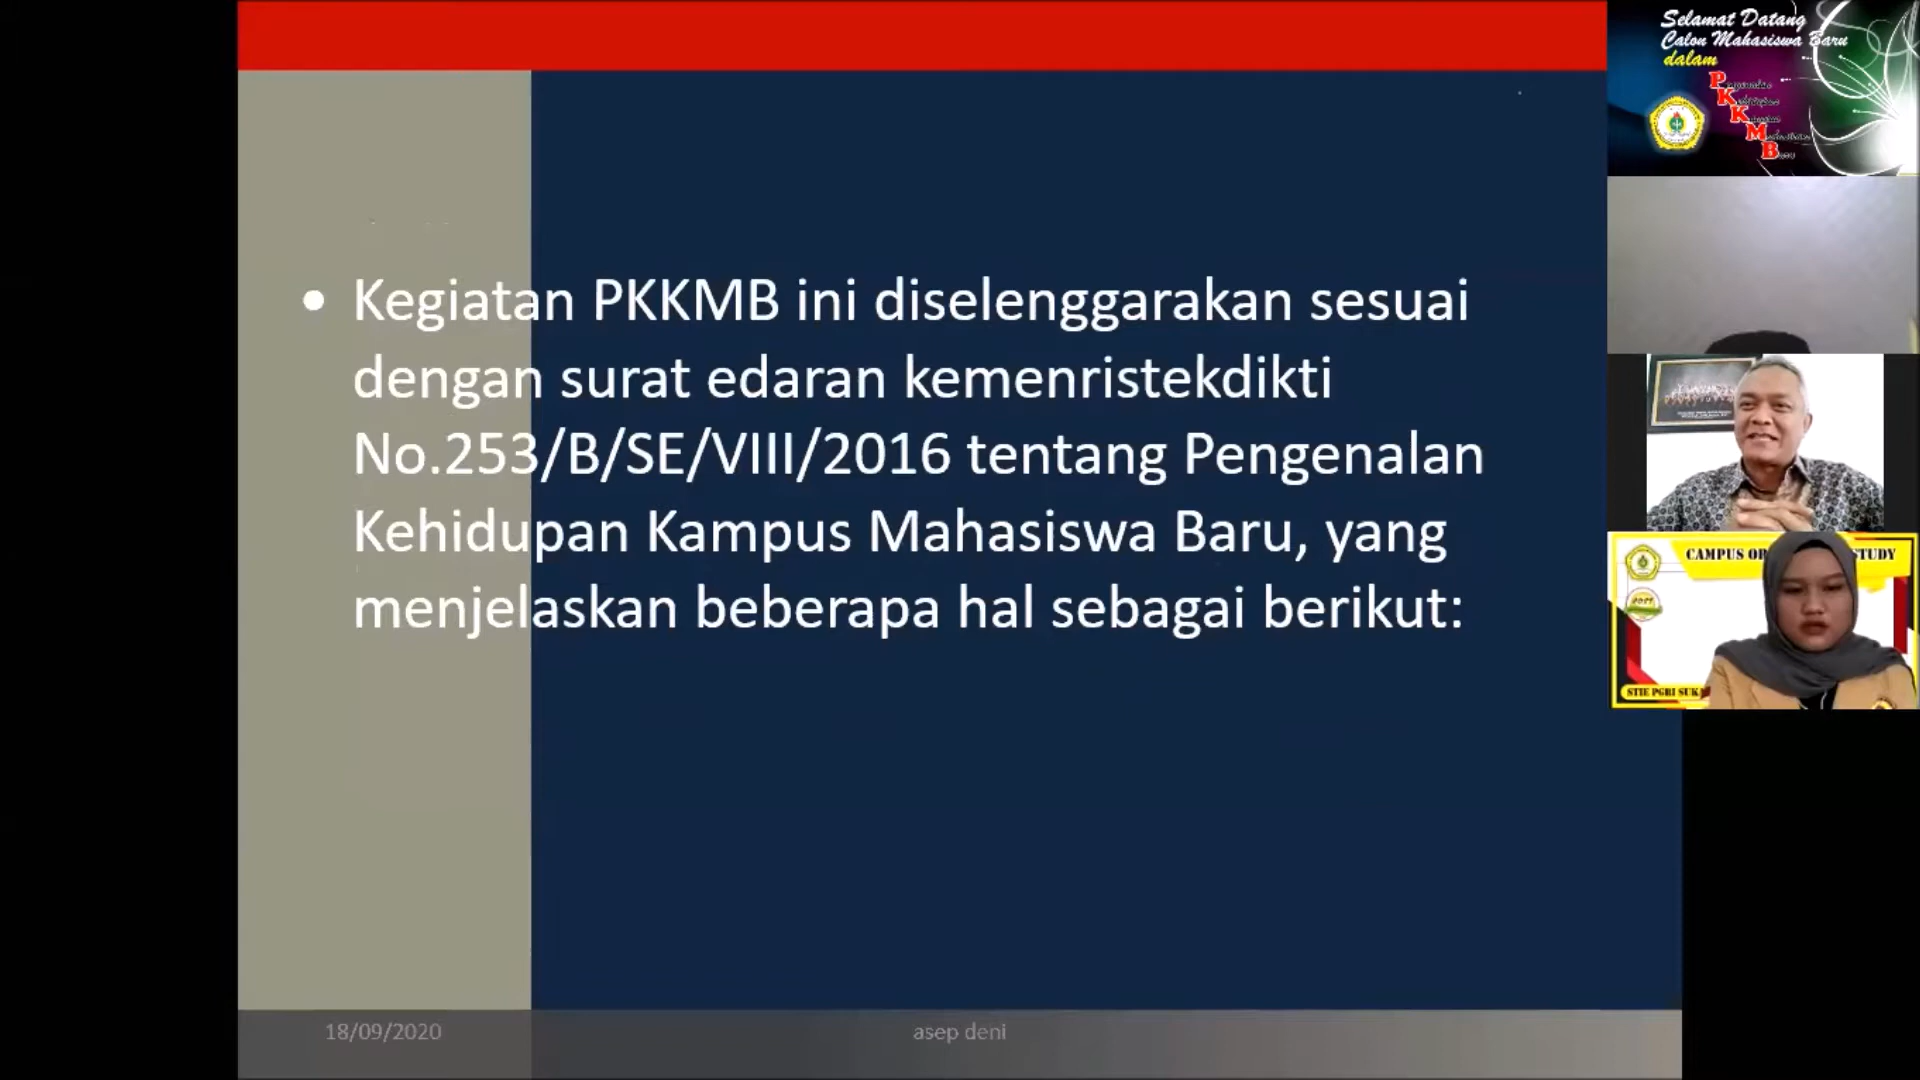 • Kegiatan PKKMB ini diselenggarakan sesuai
dengan surat edaran kemenristekdikti
No.253/B/SE/VIII/2016 tentang Pengenalan
Kehidupan Kampus Mahasiswa Baru, yang
menjelaskan beberapa hal sebagai berikut:
18/09/2020
asep deni
Selamat Datang
Calon Mahasiswa Baru
dalam
P
K
K
M
B
CAMPUS
STIE PGRI